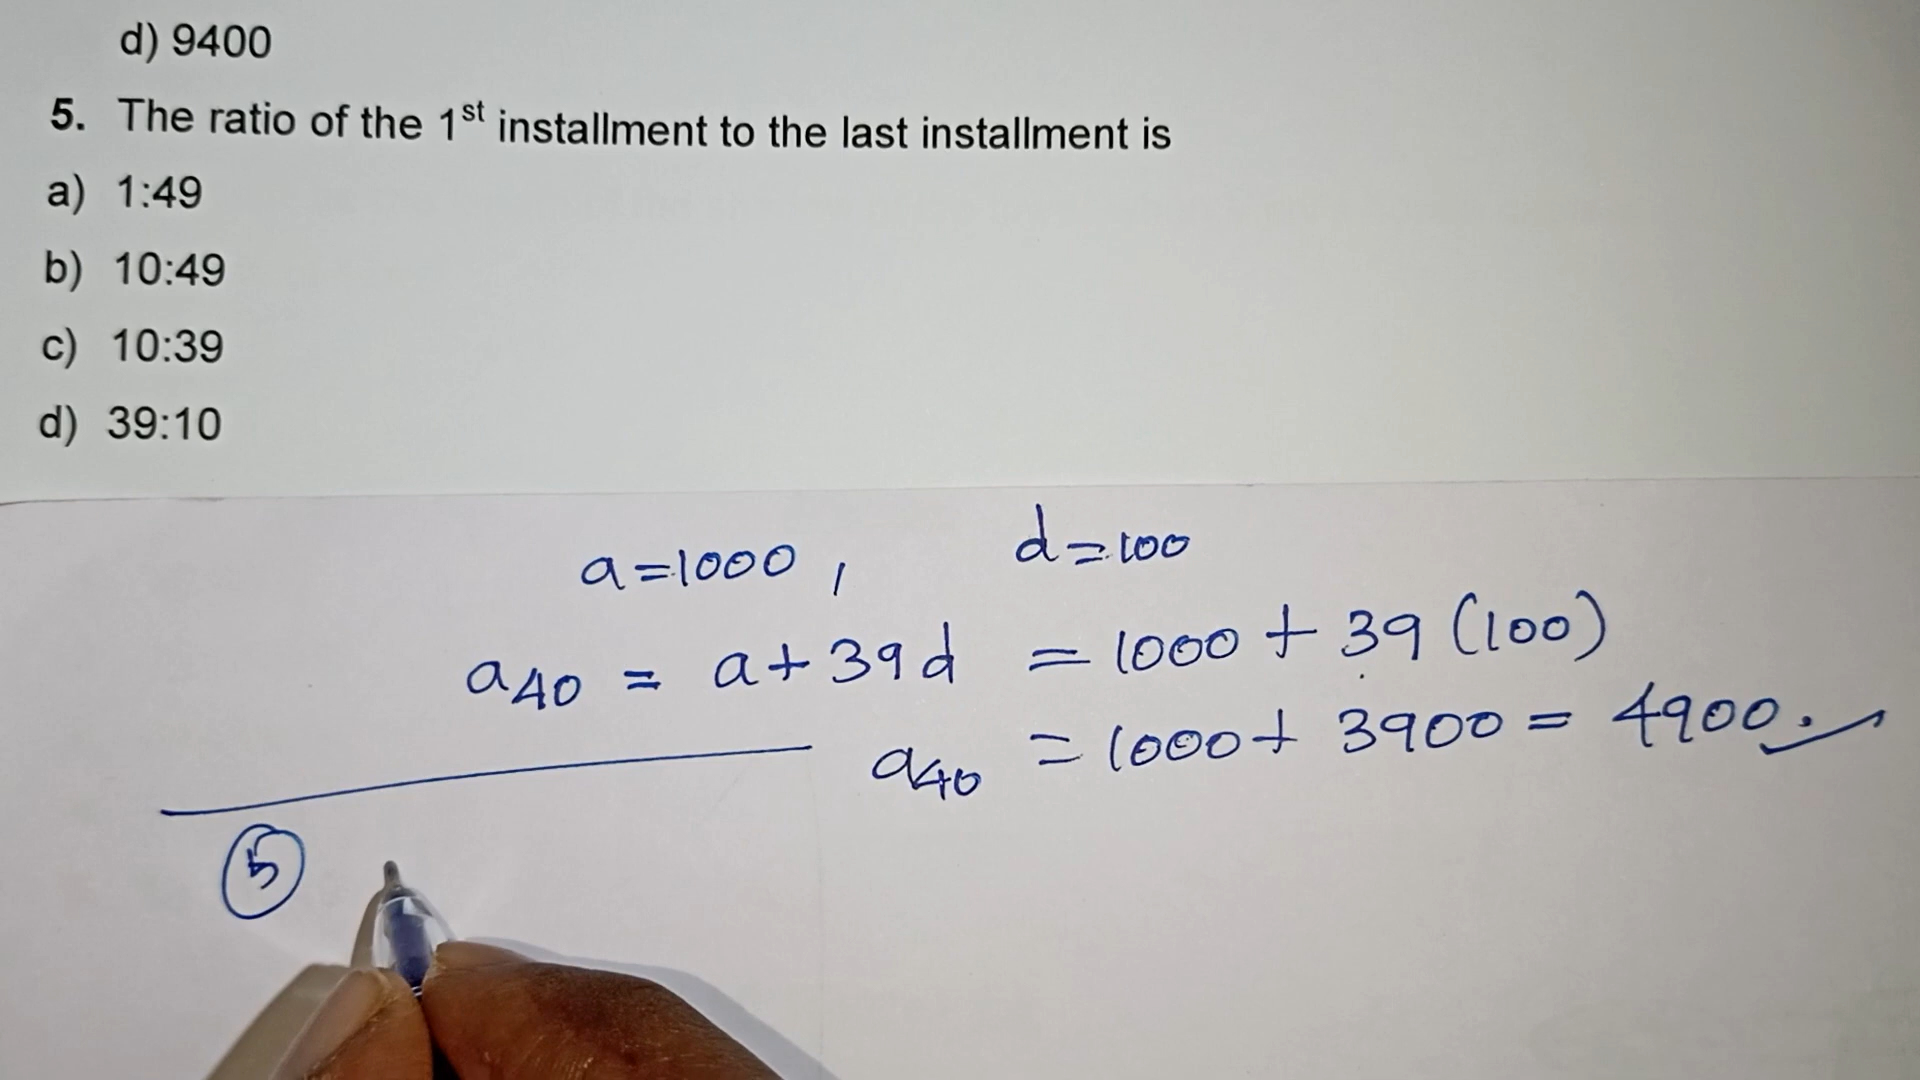 d) 9400
5. The ratio of the 1st installment to the last installment is
a) 1:49
b) 10:49
c) 10:39
d) 39:10
a=1000, d=100
a40 = a+39d = 1000 + 39 (100)
a40 = 1000+ 3900 = 4900.
5